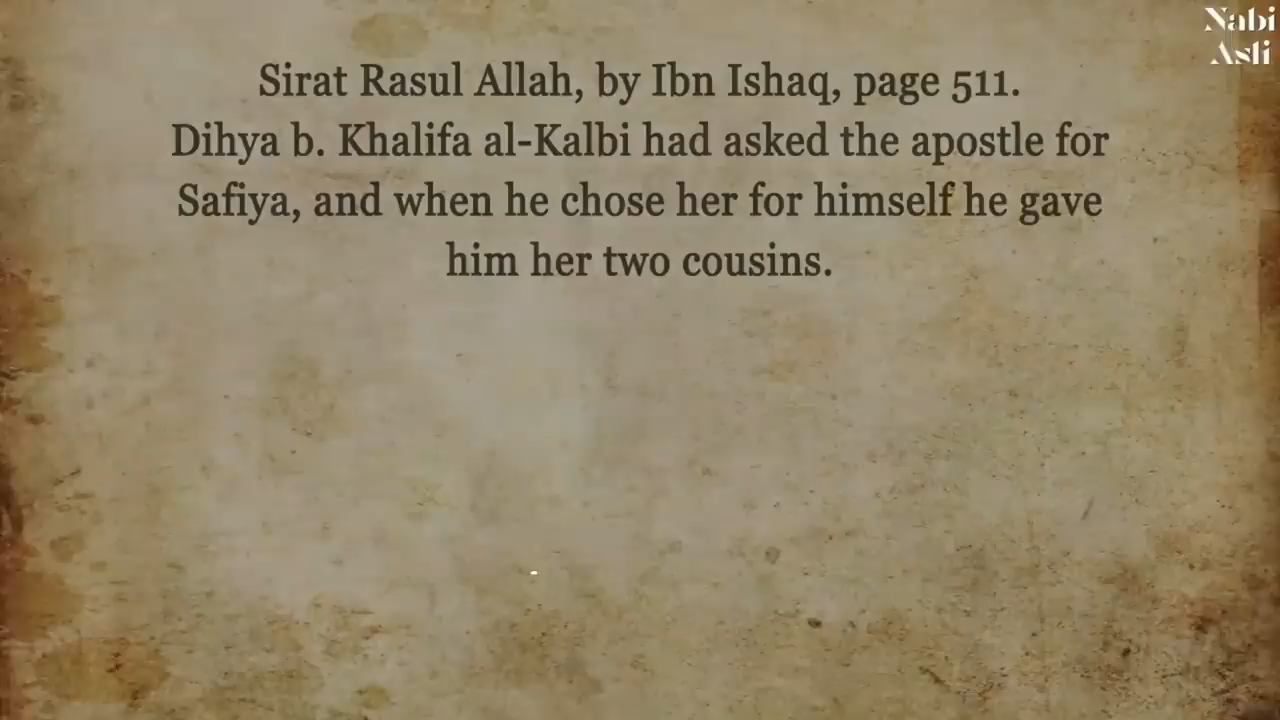 Nabi
Asli
Sirat Rasul Allah, by Ibn Ishaq, page 511.
Dihya b. Khalifa al-Kalbi had asked the apostle for
Safiya, and when he chose her for himself he gave
him her two cousins.